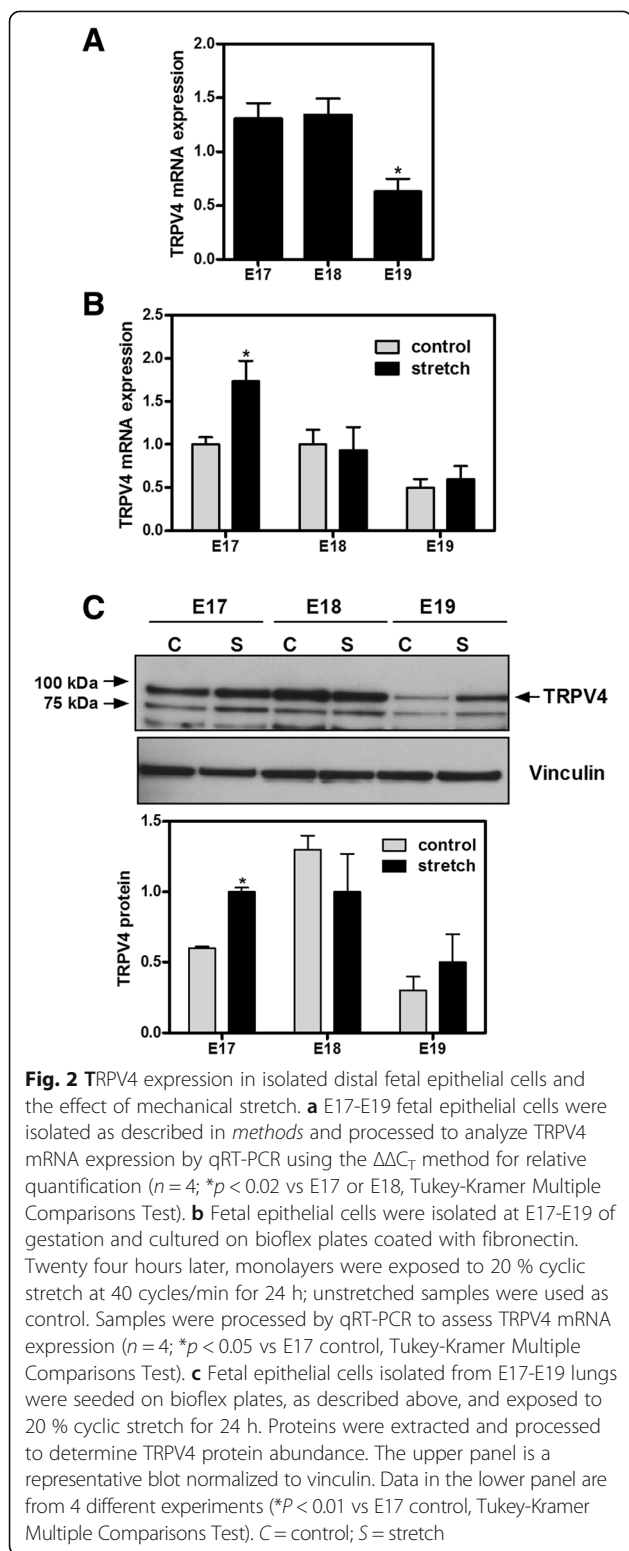 A
2.0
1.5
1.0
0.5
0.0
TRPV4 mRNA expression
*
E17 E18 E19
B
2.5
2.0
1.5
1.0
0.5
0.0
TRPV4 mRNA expression
*
control
stretch
E17 E18 E19
C
E17 E18 E19
C S C S C S
100 kDa
75 kDa
TRPV4
Vinculin
1.5
1.0
0.5
0.0
TRPV4 protein
*
control
stretch
E17 E18 E19
Fig. 2 TRPV4 expression in isolated distal fetal epithelial cells and
the effect of mechanical stretch. a E17-E19 fetal epithelial cells were
isolated as described in methods and processed to analyze TRPV4
mRNA expression by qRT-PCR using the ΔΔCT method for relative
quantification (n = 4; *p < 0.02 vs E17 or E18, Tukey-Kramer Multiple
Comparisons Test). b Fetal epithelial cells were isolated at E17-E19 of
gestation and cultured on bioflex plates coated with fibronectin.
Twenty four hours later, monolayers were exposed to 20 % cyclic
stretch at 40 cycles/min for 24 h; unstretched samples were used as
control. Samples were processed by qRT-PCR to assess TRPV4 mRNA
expression (n = 4; *p < 0.05 vs E17 control, Tukey-Kramer Multiple
Comparisons Test). c Fetal epithelial cells isolated from E17-E19 lungs
were seeded on bioflex plates, as described above, and exposed to
20 % cyclic stretch for 24 h. Proteins were extracted and processed
to determine TRPV4 protein abundance. The upper panel is a
representative blot normalized to vinculin. Data in the lower panel are
from 4 different experiments (*P < 0.01 vs E17 control, Tukey-Kramer
Multiple Comparisons Test). C = control; S = stretch